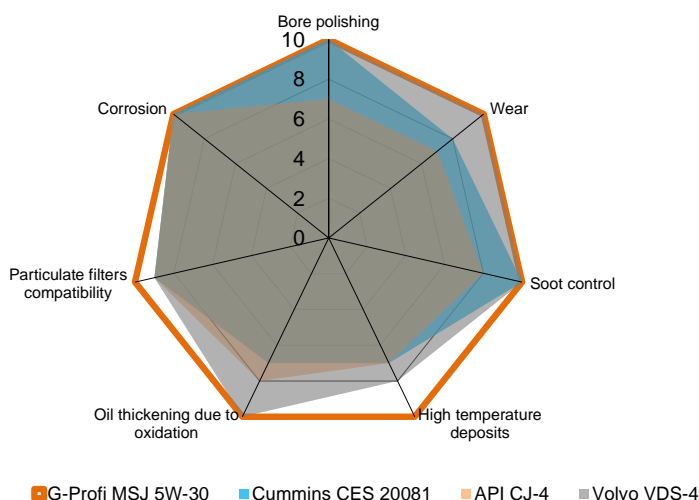 Bore polishing
10
8
6
4
2
0
Corrosion
Wear
Particulate filters
compatibility
Soot control
Oil thickening due to
oxidation
High temperature
deposits
G-Profi MSJ 5W-30 Cummins CES 20081 API CJ-4 Volvo VDS-4